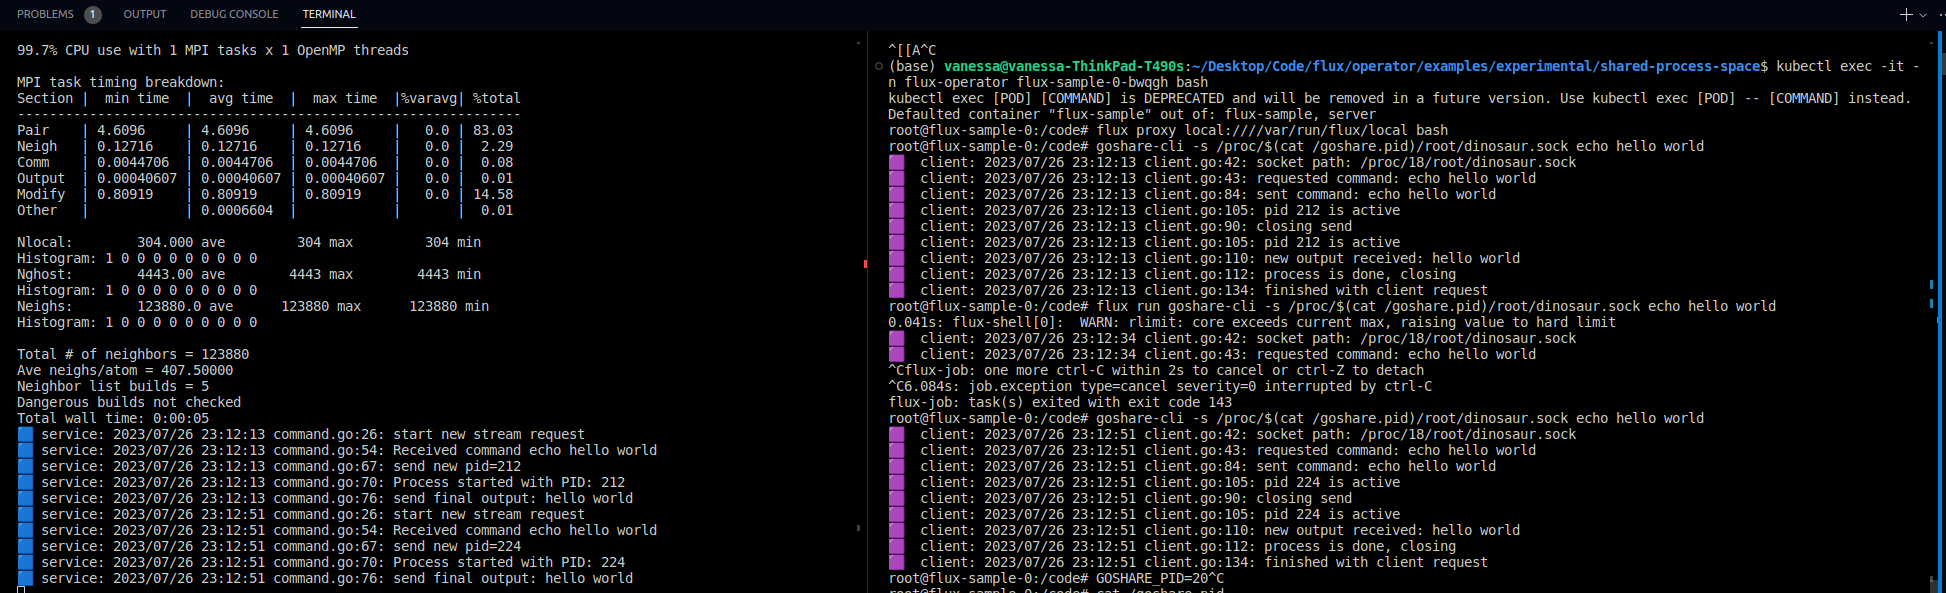 PROBLEMS 1 OUTPUT DEBUG CONSOLE TERMINAL
99.7% CPU use with 1 MPI tasks x 1 OpenMP threads
MPI task timing breakdown:
Section |  min time  |  avg time  |  max time  |%varavg| %total
---------------------------------------------------------------
Pair    | 4.6096     | 4.6096     | 4.6096     |   0.0 | 83.03
Neigh   | 0.12716    | 0.12716    | 0.12716    |   0.0 |  2.29
Comm    | 0.0044706  | 0.0044706  | 0.0044706  |   0.0 |  0.08
Output  | 0.00040607 | 0.00040607 | 0.00040607 |   0.0 |  0.01
Modify  | 0.80919    | 0.80919    | 0.80919    |   0.0 | 14.58
Other   |            | 0.0006604  |            |       |  0.01
Nlocal:        304.000 ave         304 max         304 min
Histogram: 1 0 0 0 0 0 0 0 0 0
Nghost:        4443.00 ave        4443 max        4443 min
Histogram: 1 0 0 0 0 0 0 0 0 0
Neighs:        123880.0 ave      123880 max      123880 min
Histogram: 1 0 0 0 0 0 0 0 0 0
Total # of neighbors = 123880
Ave neighs/atom = 407.50000
Neighbor list builds = 5
Dangerous builds not checked
Total wall time: 0:00:05
service: 2023/07/26 23:12:13 command.go:26: start new stream request
service: 2023/07/26 23:12:13 command.go:54: Received command echo hello world
service: 2023/07/26 23:12:13 command.go:67: send new pid=212
service: 2023/07/26 23:12:13 command.go:70: Process started with PID: 212
service: 2023/07/26 23:12:13 command.go:76: send final output: hello world
service: 2023/07/26 23:12:51 command.go:26: start new stream request
service: 2023/07/26 23:12:51 command.go:54: Received command echo hello world
service: 2023/07/26 23:12:51 command.go:67: send new pid=224
service: 2023/07/26 23:12:51 command.go:70: Process started with PID: 224
service: 2023/07/26 23:12:51 command.go:76: send final output: hello world
^[[A^C
(base) vanessa@vanessa-ThinkPad-T490s:~/Desktop/Code/flux/operator/examples/experimental/shared-process-space$ kubectl exec -it -
n flux-operator flux-sample-0-bwqgh bash
kubectl exec [POD] [COMMAND] is DEPRECATED and will be removed in a future version. Use kubectl exec [POD] -- [COMMAND] instead.
Defaulted container "flux-sample" out of: flux-sample, server
root@flux-sample-0:/code# flux proxy local:////var/run/flux/local bash
root@flux-sample-0:/code# goshare-cli -s /proc/$(cat /goshare.pid)/root/dinosaur.sock echo hello world
client: 2023/07/26 23:12:13 client.go:42: socket path: /proc/18/root/dinosaur.sock
client: 2023/07/26 23:12:13 client.go:43: requested command: echo hello world
client: 2023/07/26 23:12:13 client.go:84: sent command: echo hello world
client: 2023/07/26 23:12:13 client.go:105: pid 212 is active
client: 2023/07/26 23:12:13 client.go:90: closing send
client: 2023/07/26 23:12:13 client.go:105: pid 212 is active
client: 2023/07/26 23:12:13 client.go:110: new output received: hello world
client: 2023/07/26 23:12:13 client.go:112: process is done, closing
client: 2023/07/26 23:12:13 client.go:134: finished with client request
root@flux-sample-0:/code# flux run goshare-cli -s /proc/$(cat /goshare.pid)/root/dinosaur.sock echo hello world
0.041s: flux-shell[0]:  WARN: rlimit: core exceeds current max, raising value to hard limit
client: 2023/07/26 23:12:34 client.go:42: socket path: /proc/18/root/dinosaur.sock
client: 2023/07/26 23:12:34 client.go:43: requested command: echo hello world
^Cflux-job: one more ctrl-C within 2s to cancel or ctrl-Z to detach
^C6.084s: job.exception type=cancel severity=0 interrupted by ctrl-C
flux-job: task(s) exited with exit code 143
root@flux-sample-0:/code# goshare-cli -s /proc/$(cat /goshare.pid)/root/dinosaur.sock echo hello world
client: 2023/07/26 23:12:51 client.go:42: socket path: /proc/18/root/dinosaur.sock
client: 2023/07/26 23:12:51 client.go:43: requested command: echo hello world
client: 2023/07/26 23:12:51 client.go:84: sent command: echo hello world
client: 2023/07/26 23:12:51 client.go:105: pid 224 is active
client: 2023/07/26 23:12:51 client.go:90: closing send
client: 2023/07/26 23:12:51 client.go:105: pid 224 is active
client: 2023/07/26 23:12:51 client.go:110: new output received: hello world
client: 2023/07/26 23:12:51 client.go:112: process is done, closing
client: 2023/07/26 23:12:51 client.go:134: finished with client request
root@flux-sample-0:/code# GOSHARE_PID=20^C
root@flux-sample-0:/code# cat /goshare.pid